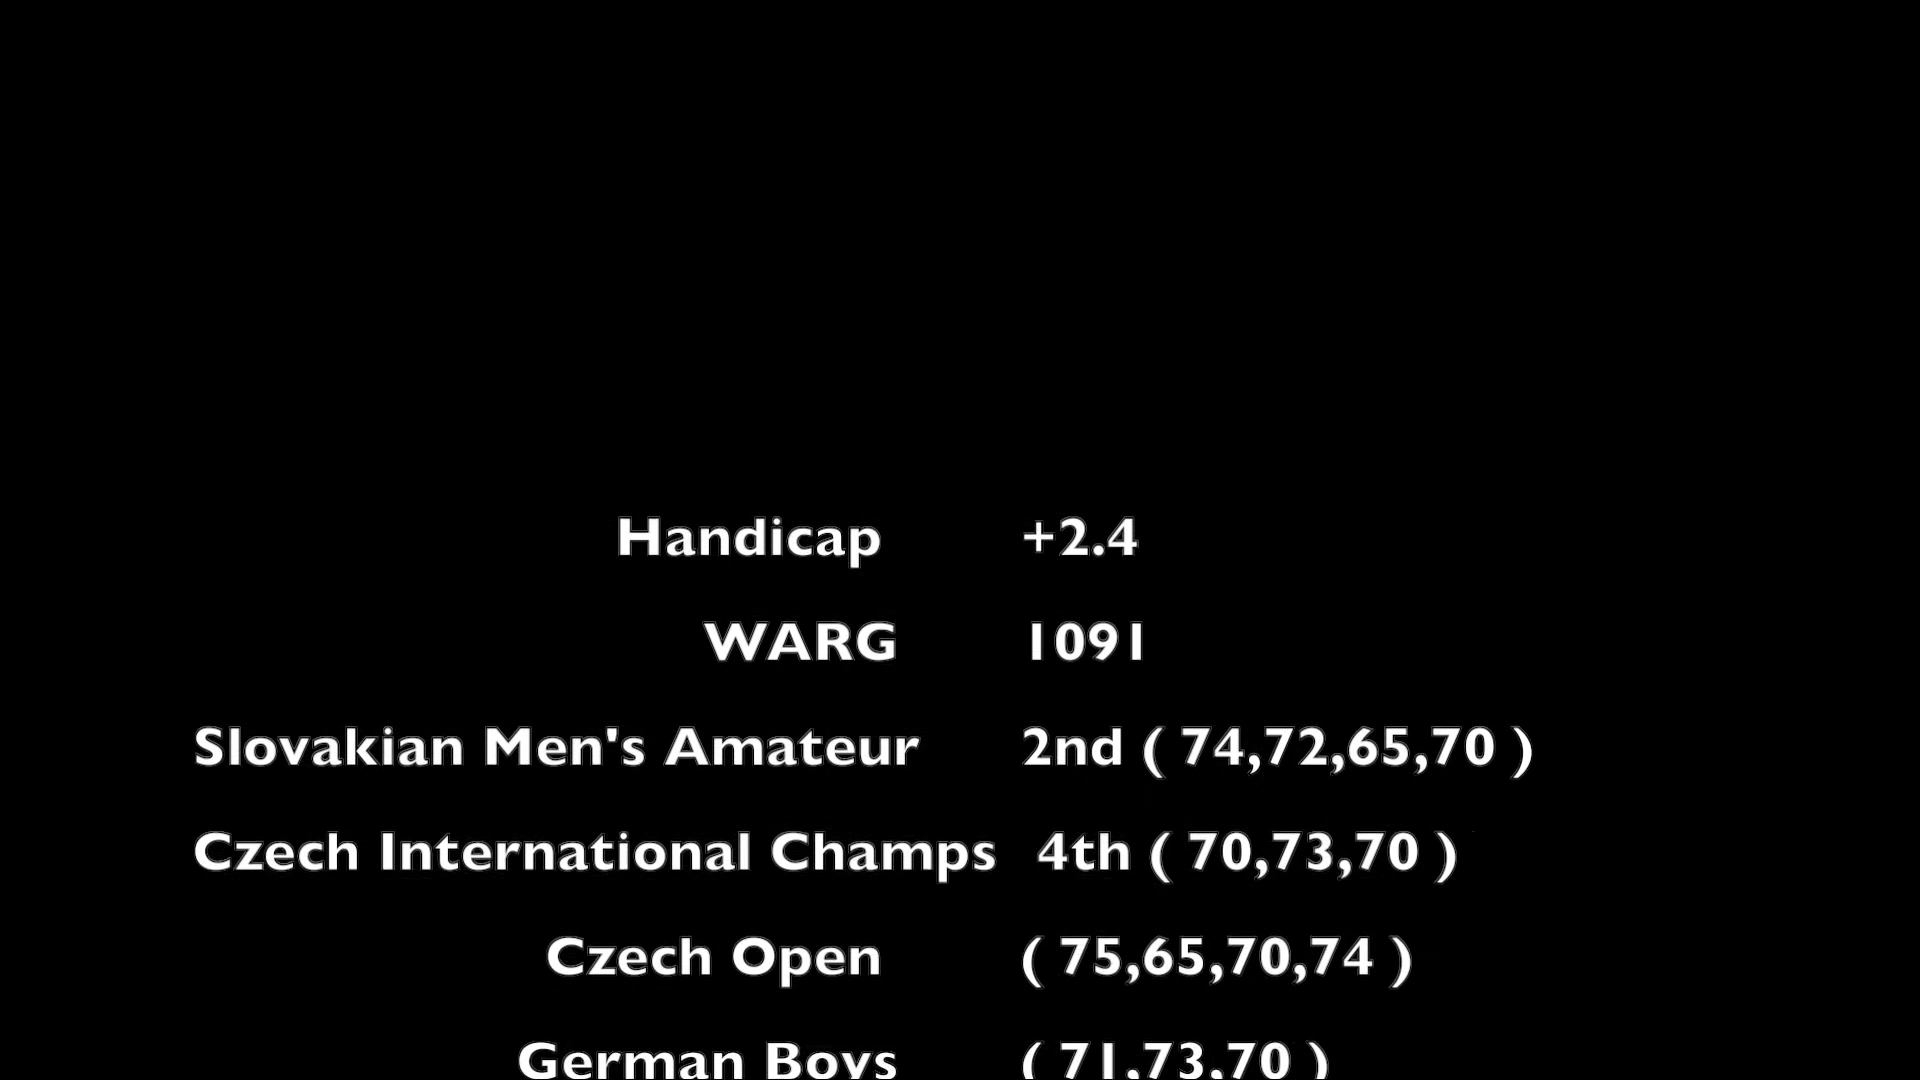 Handicap +2.4
WARG 1091
Slovakian Men's Amateur 2nd ( 74,72,65,70 )
Czech International Champs 4th ( 70,73,70 )
Czech Open ( 75,65,70,74 )
German Boys ( 71,73,70 )